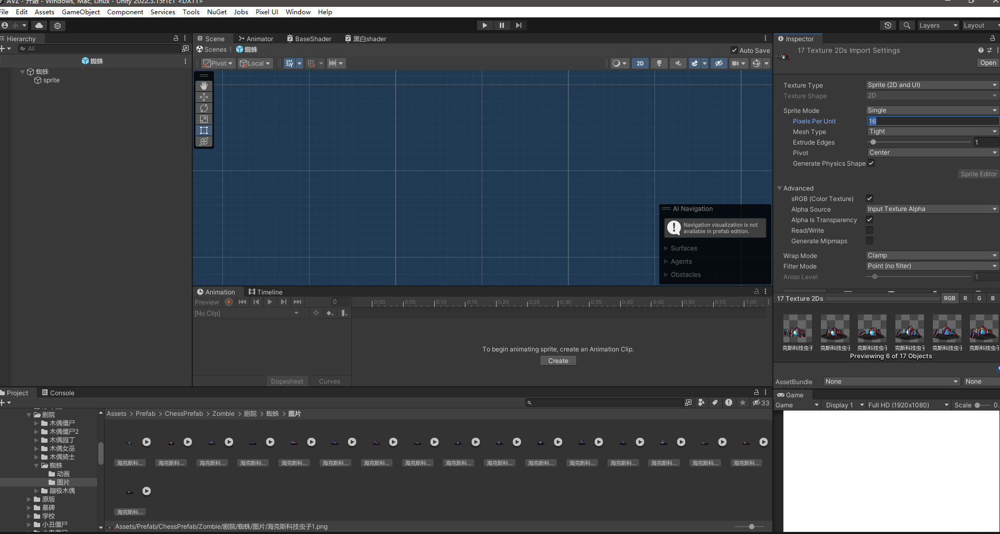 AVZ - 开始 - Windows, Mac, Linux - Unity 2022.3.15f1c1 <DX11>
File Edit Assets GameObject Component Services Tools NuGet Jobs Pixel UI Window Help
小 Layers Layout
Hierarchy
All
蜘蛛
蜘蛛
sprite
Scene Animator BaseShader 黑白shader
Scenes | 蜘蛛 Auto Save
Pivot Local 2D
AI Navigation
Navigation visualization is not
available in prefab edition.
Surfaces
Agents
Obstacles
Animation Timeline
Preview 0 0:00 0:05 0:10 0:15 0:20 0:25 0:30 0:35 0:40 0:45 0:50 0:55 1:00
[No Clip]
To begin animating sprite, create an Animation Clip.
Create
Dopesheet Curves
Inspector
17 Texture 2Ds Import Settings
Open
Texture Type Sprite (2D and UI)
Texture Shape 2D
Sprite Mode Single
Pixels Per Unit 16
Mesh Type Tight
Extrude Edges 1
Pivot Center
Generate Physics Shape
Sprite Editor
Advanced
sRGB (Color Texture)
Alpha Source Input Texture Alpha
Alpha Is Transparency
Read/Write
Generate Mipmaps
Wrap Mode Clamp
Filter Mode Point (no filter)
Aniso Level 1
17 Texture 2Ds RGB R G B
克斯科技虫子 克斯科技虫子 克斯科技虫子 克斯科技虫子 克斯科技虫子 克斯科技虫子
Previewing 6 of 17 Objects
AssetBundle None None
Game
Game Display 1 Full HD (1920x1080) Scale 0.
Project Console
33
剧院
木偶僵尸
木偶僵尸2
木偶园丁
木偶女巫
木偶骑士
蜘蛛
动画
图片
蹦极木偶
原版
墓碑
学校
小丑僵尸
Assets > Prefab > ChessPrefab > Zombie > 剧院 > 蜘蛛 > 图片
海克斯科... 海克斯科... 海克斯科... 海克斯科... 海克斯科... 海克斯科... 海克斯科... 海克斯科... 海克斯科... 海克斯科... 海克斯科... 海克斯科... 海克斯科... 海克斯科... 海克斯科... 海克斯科...
海克斯科...
Assets/Prefab/ChessPrefab/Zombie/剧院/蜘蛛/图片/海克斯科技虫子1.png